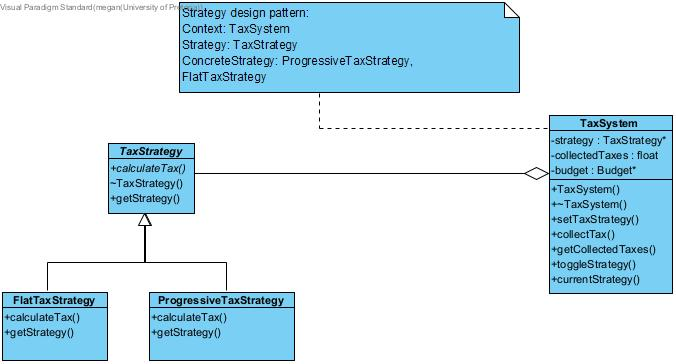 Visual Paradigm Standard(megan(University of Pretoria))
Strategy design pattern:
Context: TaxSystem
Strategy: TaxStrategy
ConcreteStrategy: ProgressiveTaxStrategy,
FlatTaxStrategy
TaxSystem
-strategy : TaxStrategy*
-collectedTaxes : float
-budget : Budget*
+TaxSystem()
+~TaxSystem()
+setTaxStrategy()
+collectTax()
+getCollectedTaxes()
+toggleStrategy()
+currentStrategy()
TaxStrategy
+calculateTax()
~TaxStrategy()
+getStrategy()
FlatTaxStrategy
+calculateTax()
+getStrategy()
ProgressiveTaxStrategy
+calculateTax()
+getStrategy()